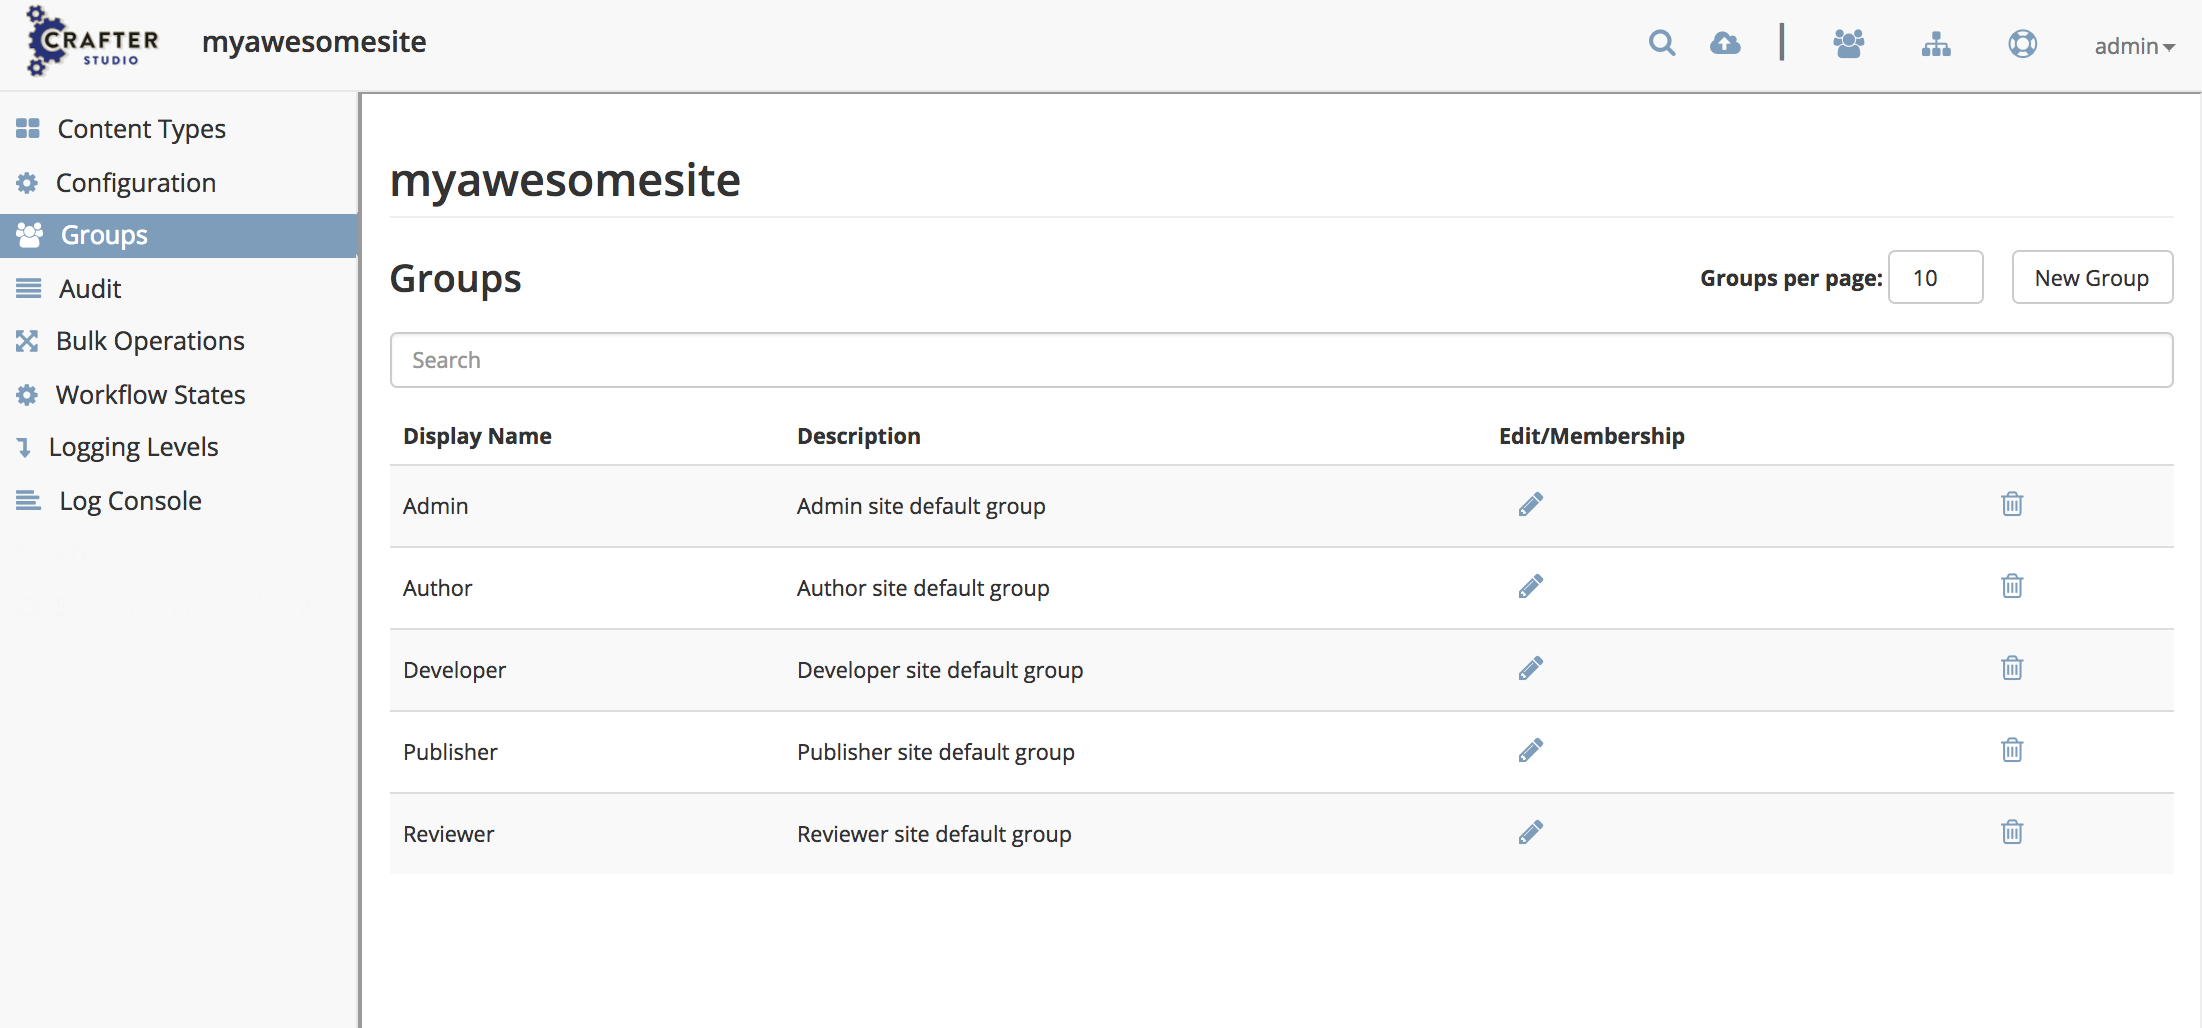 CRAFTER
STUDIO
myawesomesite
admin
Content Types
Configuration
Groups
Audit
Bulk Operations
Workflow States
Logging Levels
Log Console
myawesomesite
Groups
Groups per page: 10 New Group
Search
Display Name Description Edit/Membership
Admin Admin site default group
Author Author site default group
Developer Developer site default group
Publisher Publisher site default group
Reviewer Reviewer site default group